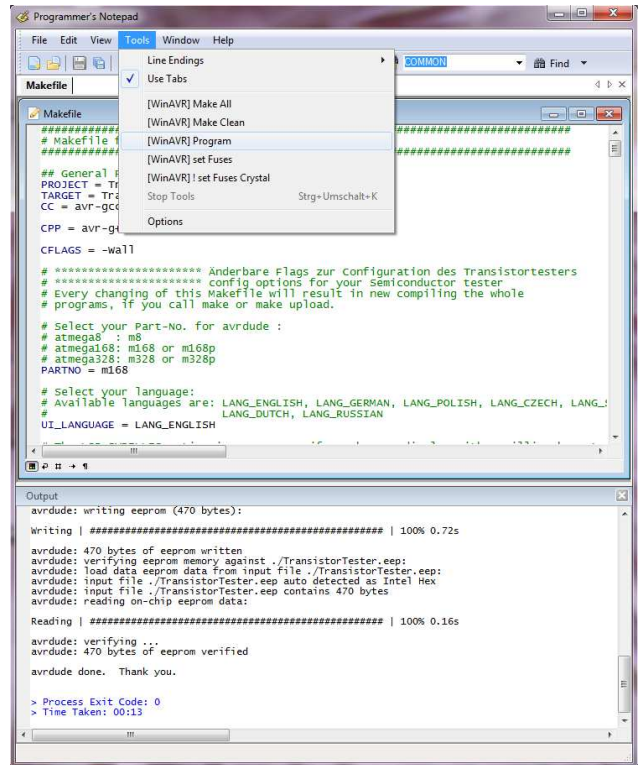 Programmer's Notepad
File Edit View Tools Window Help
COMMON Find
Makefile
Line Endings
Use Tabs
[WinAVR] Make All
[WinAVR] Make Clean
[WinAVR] Program
[WinAVR] set Fuses
[WinAVR] ! set Fuses Crystal
Stop Tools Strg+Umschalt+K
Options
Makefile
# Makefile
## General
PROJECT =
TARGET =
CC = avr-gcc
CPP = avr-g+
CFLAGS = -Wall
# ********************** Änderbare Flags zur Configuration des Transistortesters
# ********************** config options for your Semiconductor tester
# Every changing of this Makefile will result in new compiling the whole
# programs, if you call make or make upload.
# Select your Part-No. for avrdude :
# atmega8 : m8
# atmega168: m168 or m168p
# atmega328: m328 or m328p
PARTNO = m168
# Select your language:
# Available languages are: LANG_ENGLISH, LANG_GERMAN, LANG_POLISH, LANG_CZECH, LANG_
# LANG_DUTCH, LANG_RUSSIAN
UI_LANGUAGE = LANG_ENGLISH
Output
avrdude: writing eeprom (470 bytes):
Writing | ################################################## | 100% 0.72s
avrdude: 470 bytes of eeprom written
avrdude: verifying eeprom memory against ./TransistorTester.eep:
avrdude: load data eeprom data from input file ./TransistorTester.eep:
avrdude: input file ./TransistorTester.eep auto detected as Intel Hex
avrdude: input file ./TransistorTester.eep contains 470 bytes
avrdude: reading on-chip eeprom data:
Reading | ################################################## | 100% 0.16s
avrdude: verifying ...
avrdude: 470 bytes of eeprom verified
avrdude done. Thank you.
> Process Exit Code: 0
> Time Taken: 00:13